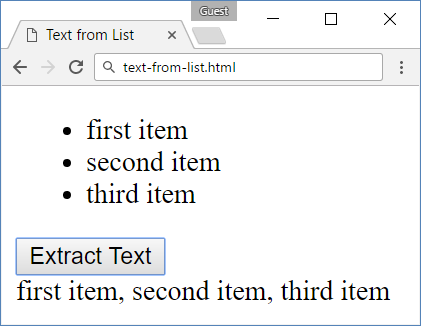 Guest
Text from List
text-from-list.html
first item
second item
third item
Extract Text
first item, second item, third item